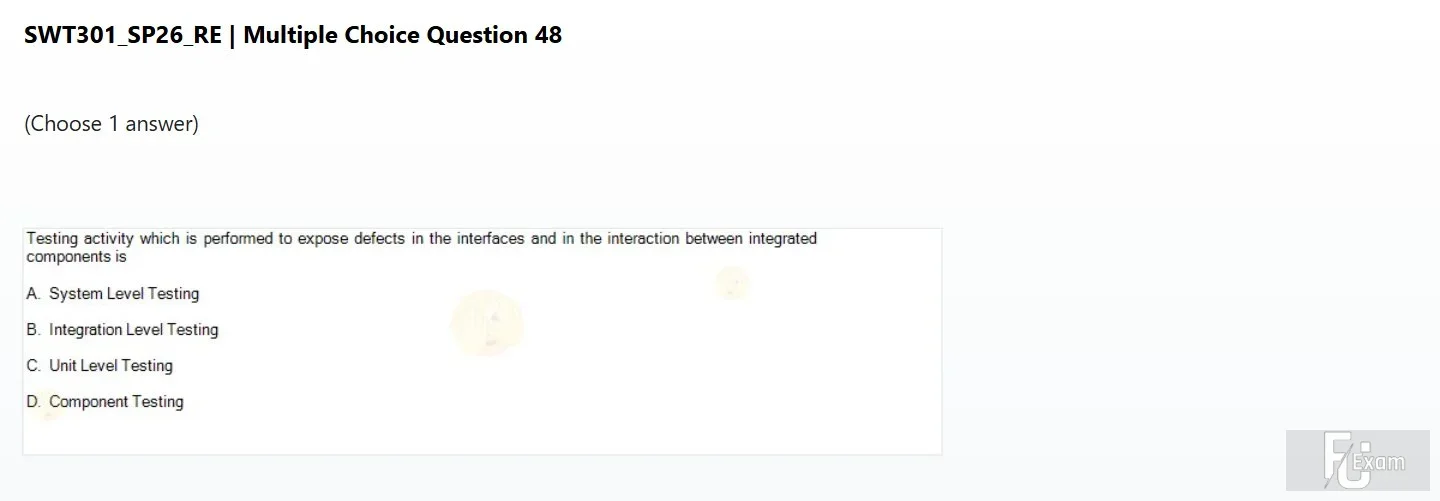 SWT301_SP26_RE | Multiple Choice Question 48
(Choose 1 answer)
Testing activity which is performed to expose defects in the interfaces and in the interaction between integrated
components is
A. System Level Testing
B. Integration Level Testing
C. Unit Level Testing
D. Component Testing
FU Exam